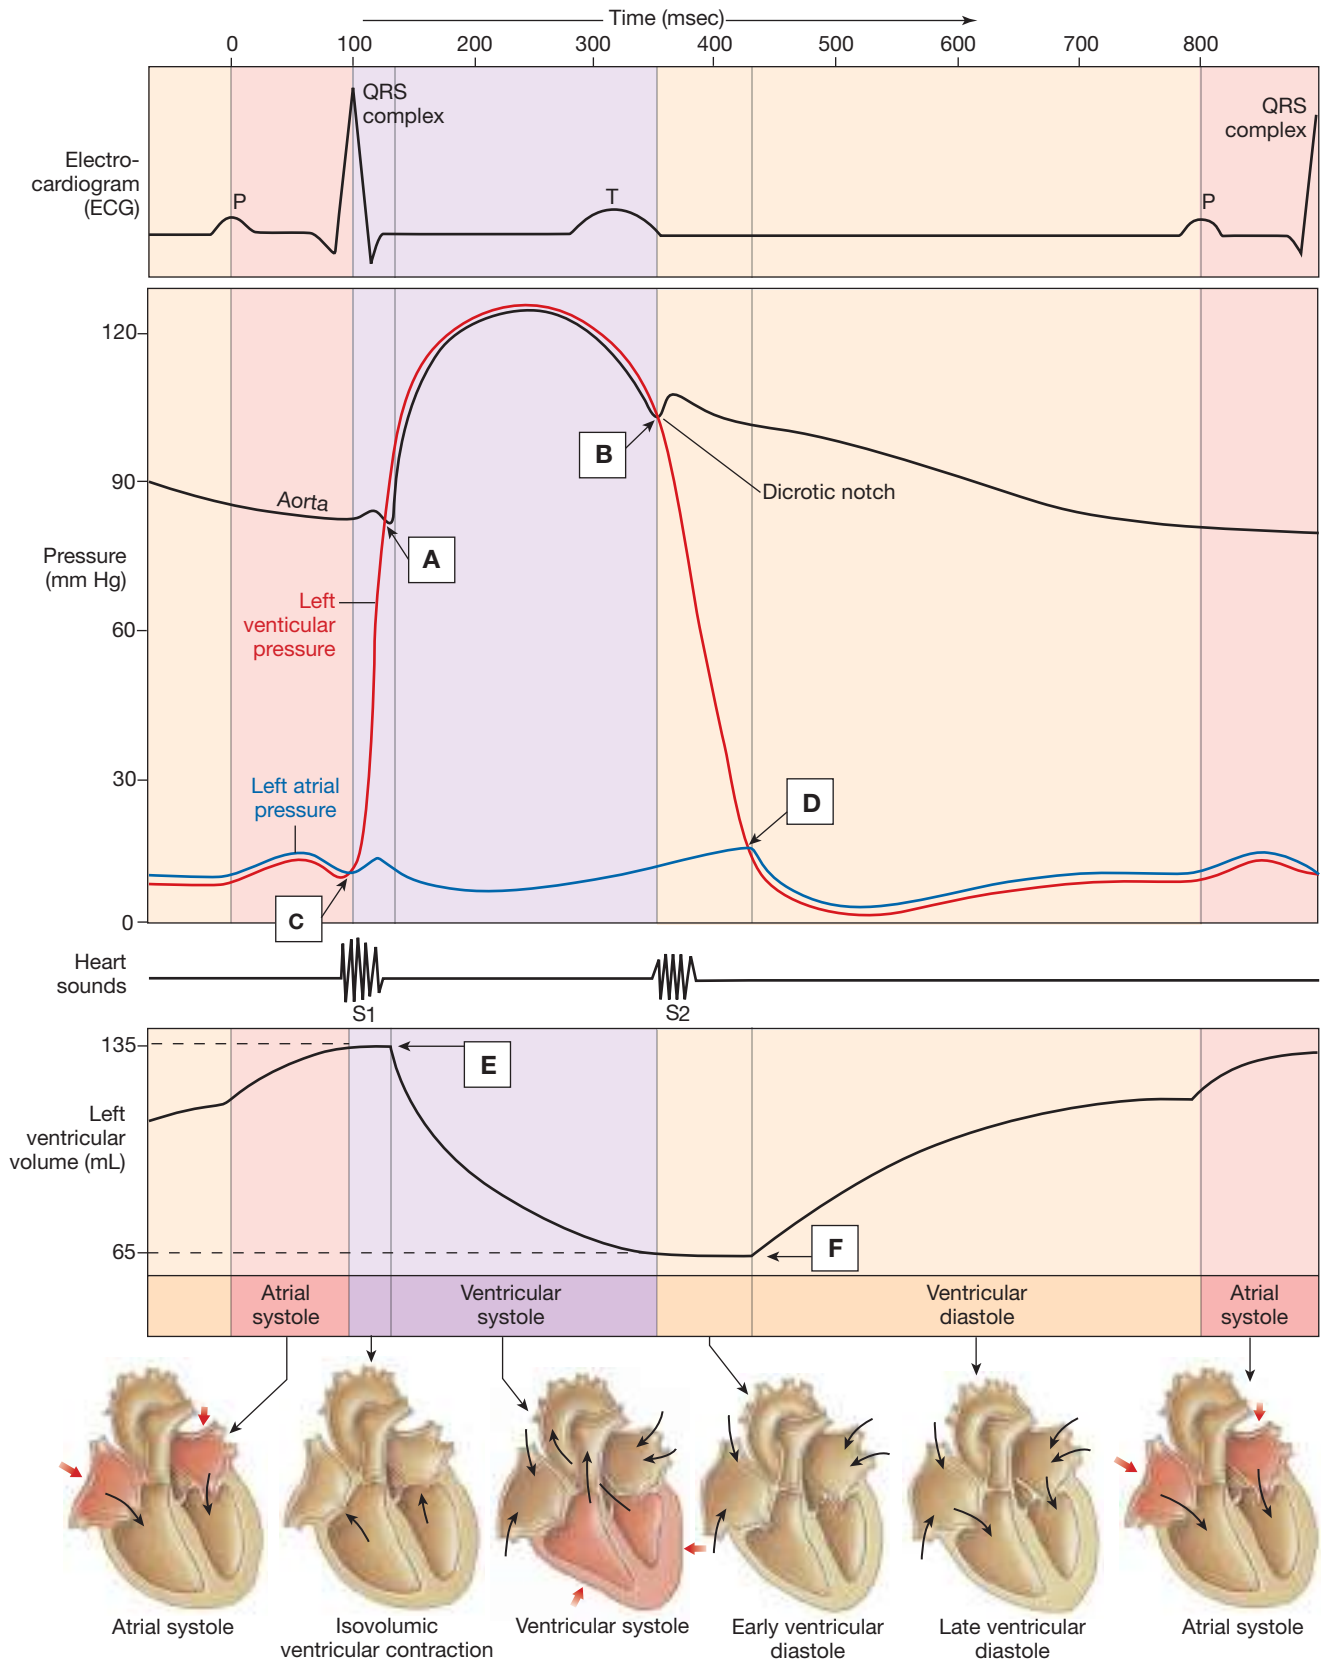 Time (msec)
0 100 200 300 400 500 600 700 800
QRS
complex
QRS
complex
Electro-
cardiogram
(ECG)
P
T
P
120
90
Aorta
B
Dicrotic notch
A
Pressure
(mm Hg)
Left
venticular
pressure
60
30
Left atrial
pressure
D
C
0
Heart
sounds
S1
S2
135
E
Left
ventricular
volume (mL)
65
F
Atrial
systole
Ventricular
systole
Ventricular
diastole
Atrial
systole
Atrial systole
Isovolumic
ventricular contraction
Ventricular systole
Early ventricular
diastole
Late ventricular
diastole
Atrial systole